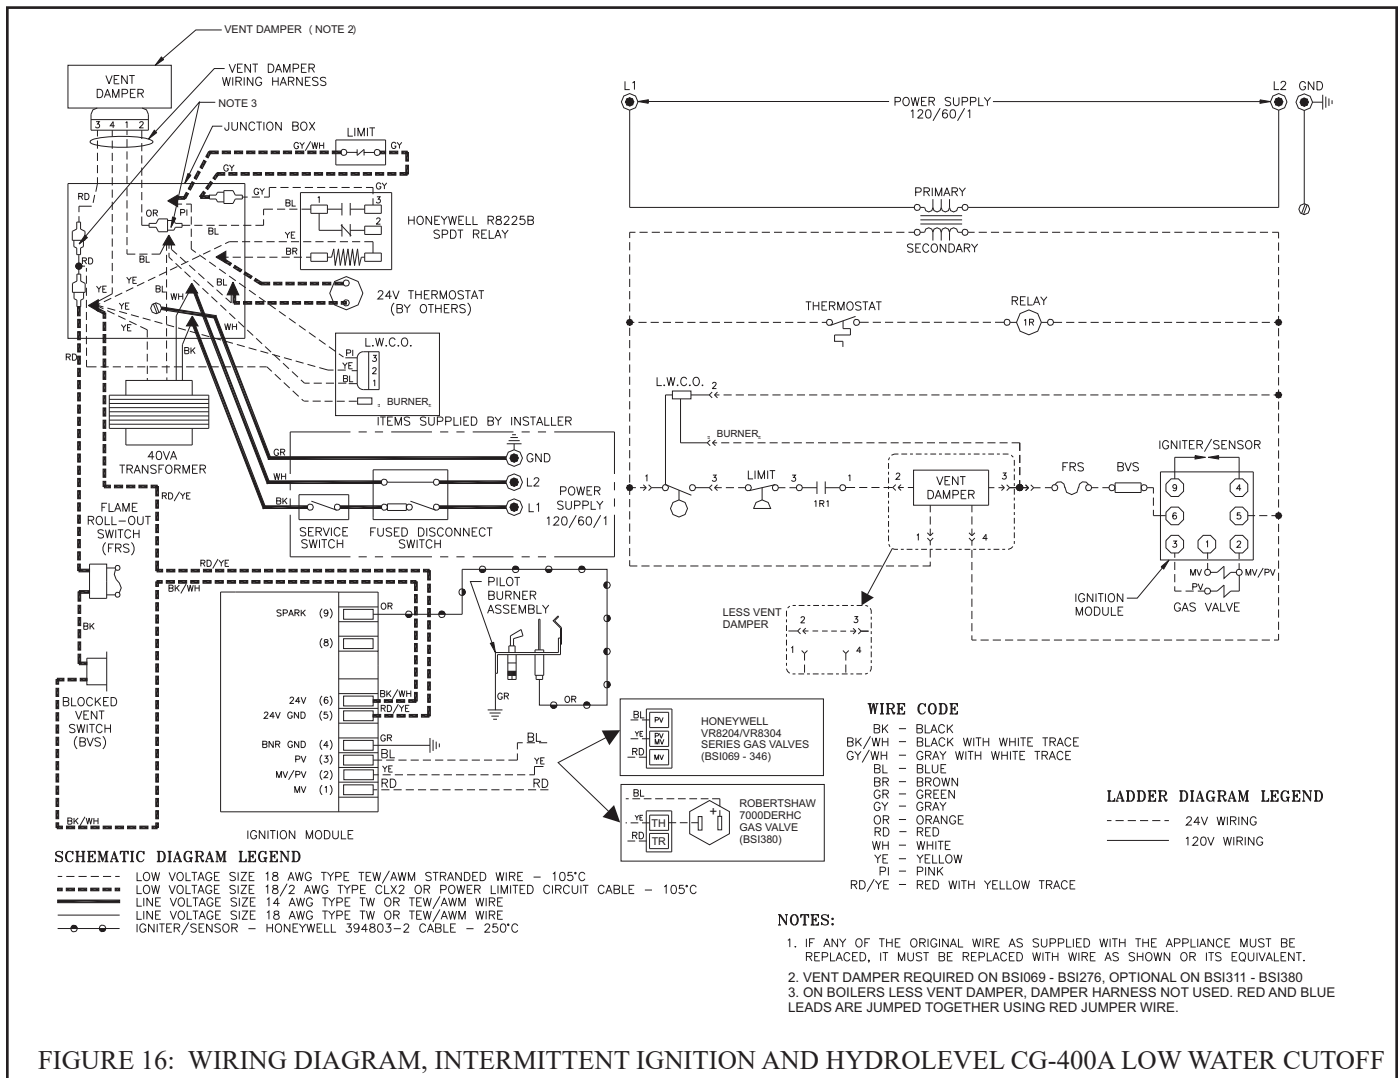 VENT DAMPER ( NOTE 2)
VENT
DAMPER
VENT DAMPER
WIRING HARNESS
NOTE 3
3 4 1 2
JUNCTION BOX
LIMIT
GY/WH
GY
GY
RD
GY
GY
OR
PI
BL
1
3
2
HONEYWELL R8225B
SPDT RELAY
BL
YE
BR
RD
BL
YE
YE
BL
BL
24V THERMOSTAT
(BY OTHERS)
YE
WH
YE
WH
BK
RD
L.W.C.O.
PI
YE
BL
3
2
1
BURNER
40VA
TRANSFORMER
ITEMS SUPPLIED BY INSTALLER
GR
GND
WH
L2
BK
L1
POWER
SUPPLY
120/60/1
SERVICE
SWITCH
FUSED DISCONNECT
SWITCH
RD/YE
FLAME
ROLL-OUT
SWITCH
(FRS)
RD/YE
BK/WH
BK
BLOCKED
VENT
SWITCH
(BVS)
BK/WH
SPARK (9)
OR
(8)
24V (6)
BK/WH
24V GND (5)
RD/YE
BNR GND (4)
GR
PV (3)
BL
BL
MV/PV (2)
YE
YE
MV (1)
RD
RD
IGNITION MODULE
PILOT
BURNER
ASSEMBLY
GR
OR
BL
YE
RD
PV
PV
MV
MV
HONEYWELL
VR8204/VR8304
SERIES GAS VALVES
(BSI069 - 346)
BL
YE
RD
TH
TR
+
ROBERTSHAW
7000DERHC
GAS VALVE
(BSI380)
L1
POWER SUPPLY
120/60/1
L2
GND
PRIMARY
SECONDARY
THERMOSTAT
RELAY
1R
L.W.C.O.
2
BURNER
1
3
LIMIT
3
1R1
1
2
VENT
DAMPER
3
1
4
FRS
BVS
IGNITER/SENSOR
9
4
6
5
3
1
2
MV
MV/PV
PV
GAS VALVE
IGNITION
MODULE
LESS VENT
DAMPER
2
3
1
4
WIRE CODE
BK – BLACK
BK/WH – BLACK WITH WHITE TRACE
GY/WH – GRAY WITH WHITE TRACE
BL – BLUE
BR – BROWN
GR – GREEN
GY – GRAY
OR – ORANGE
RD – RED
WH – WHITE
YE – YELLOW
PI – PINK
RD/YE – RED WITH YELLOW TRACE
LADDER DIAGRAM LEGEND
24V WIRING
120V WIRING
SCHEMATIC DIAGRAM LEGEND
LOW VOLTAGE SIZE 18 AWG TYPE TEW/AWM STRANDED WIRE – 105°C
LOW VOLTAGE SIZE 18/2 AWG TYPE CLX2 OR POWER LIMITED CIRCUIT CABLE – 105°C
LINE VOLTAGE SIZE 14 AWG TYPE TW OR TEW/AWM WIRE
LINE VOLTAGE SIZE 18 AWG TYPE TW OR TEW/AWM WIRE
IGNITER/SENSOR – HONEYWELL 394803-2 CABLE – 250°C
NOTES:
1. IF ANY OF THE ORIGINAL WIRE AS SUPPLIED WITH THE APPLIANCE MUST BE
REPLACED, IT MUST BE REPLACED WITH WIRE AS SHOWN OR ITS EQUIVALENT.
2. VENT DAMPER REQUIRED ON BSI069 - BSI276, OPTIONAL ON BSI311 - BSI380
3. ON BOILERS LESS VENT DAMPER, DAMPER HARNESS NOT USED. RED AND BLUE
LEADS ARE JUMPED TOGETHER USING RED JUMPER WIRE.
FIGURE 16: WIRING DIAGRAM, INTERMITTENT IGNITION AND HYDROLEVEL CG-400A LOW WATER CUTOFF